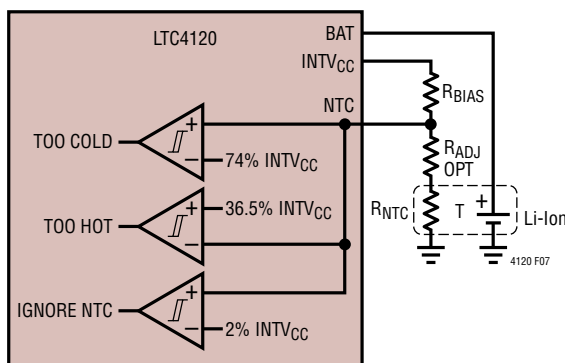 LTC4120
BAT
INTVCC
NTC
RBIAS
TOO COLD
+
–
74% INTVCC
RADJ
OPT
TOO HOT
+
–
36.5% INTVCC
RNTC
T
+
Li-Ion
4120 F07
IGNORE NTC
+
–
2% INTVCC